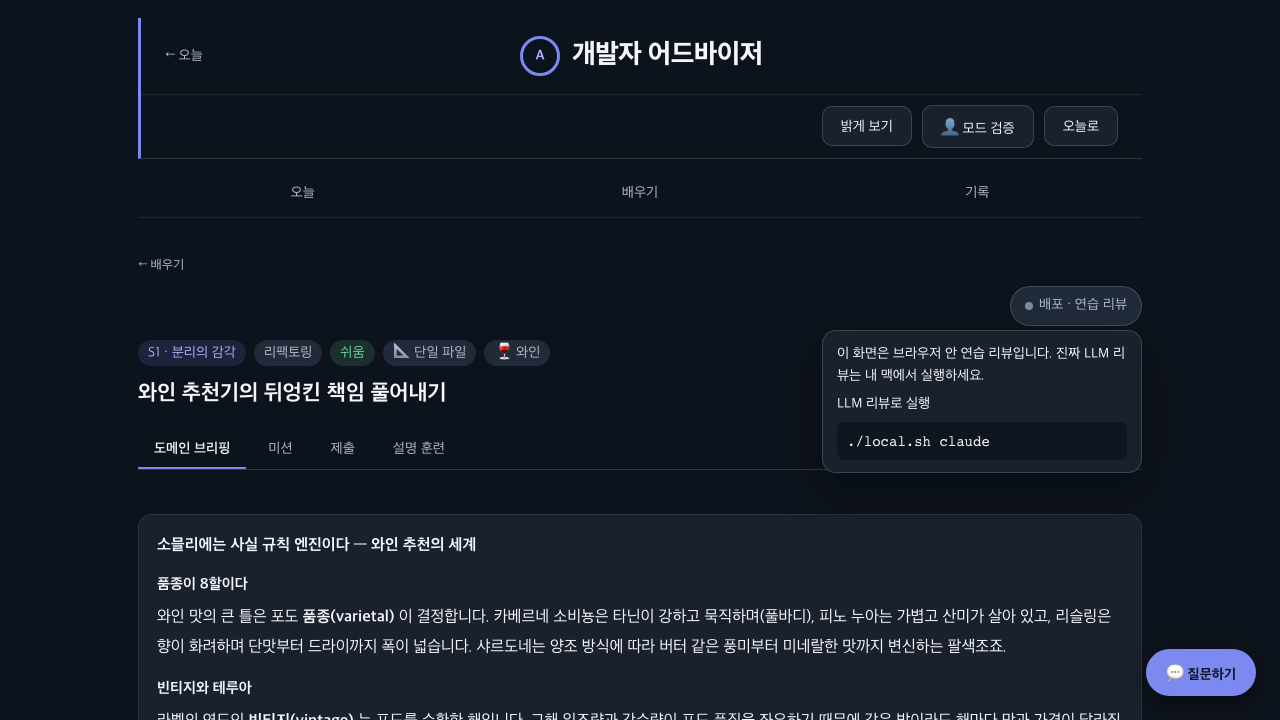 ← 오늘
A 개발자 어드바이저
밝게 보기
👤 모드 검증
오늘로
오늘
배우기
기록
← 배우기
배포 · 연습 리뷰
이 화면은 브라우저 안 연습 리뷰입니다. 진짜 LLM 리
뷰는 내 맥에서 실행하세요.
LLM 리뷰로 실행
./local.sh claude
S1 · 분리의 감각
리팩토링
쉬움
📐 단일 파일
🍷 와인
와인 추천기의 뒤엉킨 책임 풀어내기
도메인 브리핑
미션
제출
설명 훈련
소믈리에는 사실 규칙 엔진이다 — 와인 추천의 세계
품종이 8할이다
와인 맛의 큰 틀은 포도 품종(varietal) 이 결정합니다. 카베르네 소비뇽은 타닌이 강하고 묵직하며(풀바디), 피노 누아는 가볍고 산미가 살아 있고, 리슬링은
향이 화려하며 단맛부터 드라이까지 폭이 넓습니다. 샤르도네는 양조 방식에 따라 버터 같은 풍미부터 미네랄한 맛까지 변신하는 팔색조죠.
빈티지와 테루아
💬 질문하기